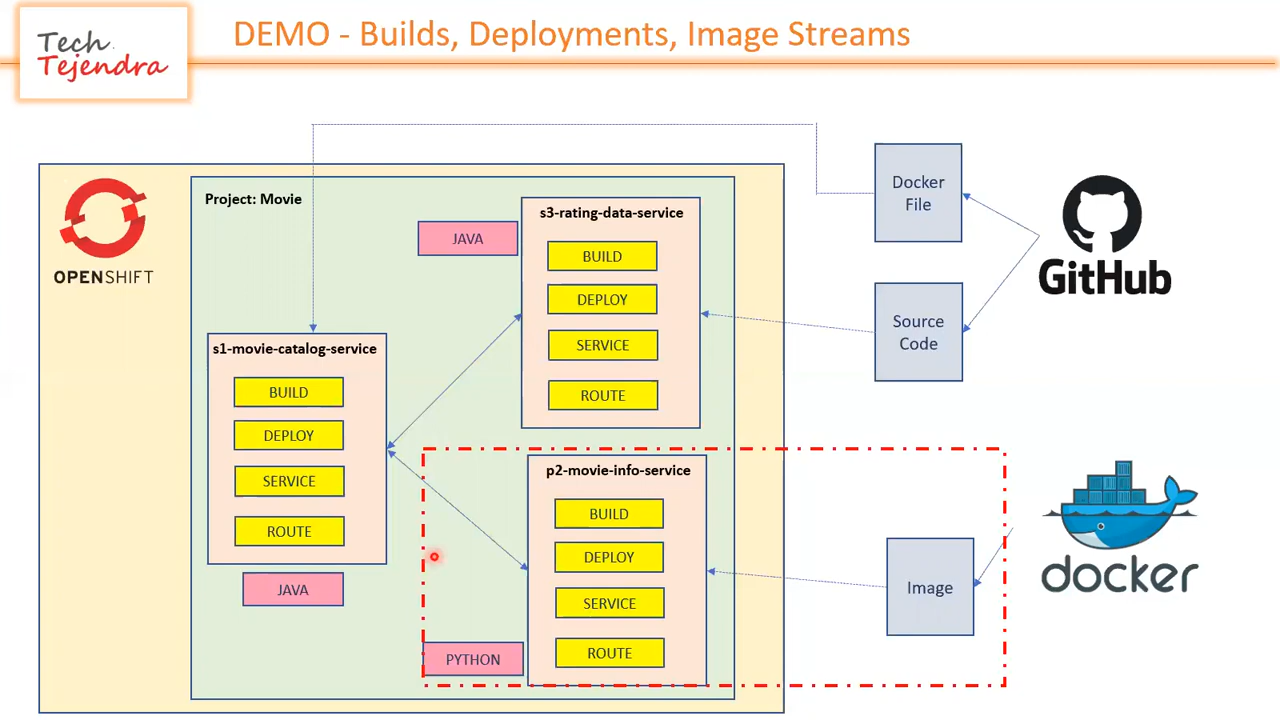 Tech
Tejendra
DEMO - Builds, Deployments, Image Streams
OPENSHIFT
Project: Movie
JAVA
s3-rating-data-service
BUILD
DEPLOY
SERVICE
ROUTE
Docker
File
Source
Code
GitHub
s1-movie-catalog-service
BUILD
DEPLOY
SERVICE
ROUTE
JAVA
p2-movie-info-service
BUILD
DEPLOY
SERVICE
ROUTE
PYTHON
Image
docker